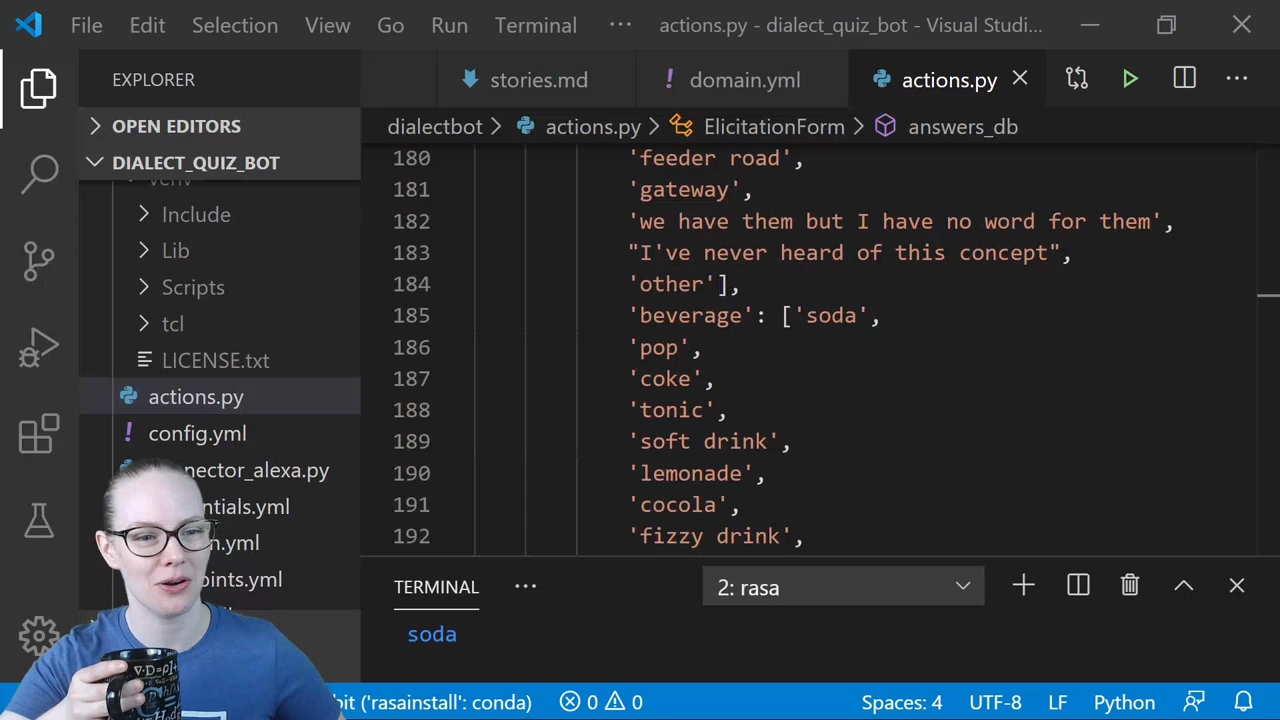 File Edit Selection View Go Run Terminal ··· actions.py - dialect_quiz_bot - Visual Studi...
EXPLORER
stories.md
! domain.yml
actions.py
OPEN EDITORS
dialectbot > actions.py > ElicitationForm > answers_db
DIALECT_QUIZ_BOT
venv
Include
Lib
Scripts
tcl
LICENSE.txt
actions.py
! config.yml
nector_alexa.py
entials.yml
n.yml
oints.yml
180 'feeder road',
181 'gateway',
182 'we have them but I have no word for them',
183 "I've never heard of this concept",
184 'other'],
185 'beverage': ['soda',
186 'pop',
187 'coke',
188 'tonic',
189 'soft drink',
190 'lemonade',
191 'cocola',
192 'fizzy drink',
TERMINAL ··· 2: rasa
soda
bit ('rasainstall': conda) 0 0 Spaces: 4 UTF-8 LF Python